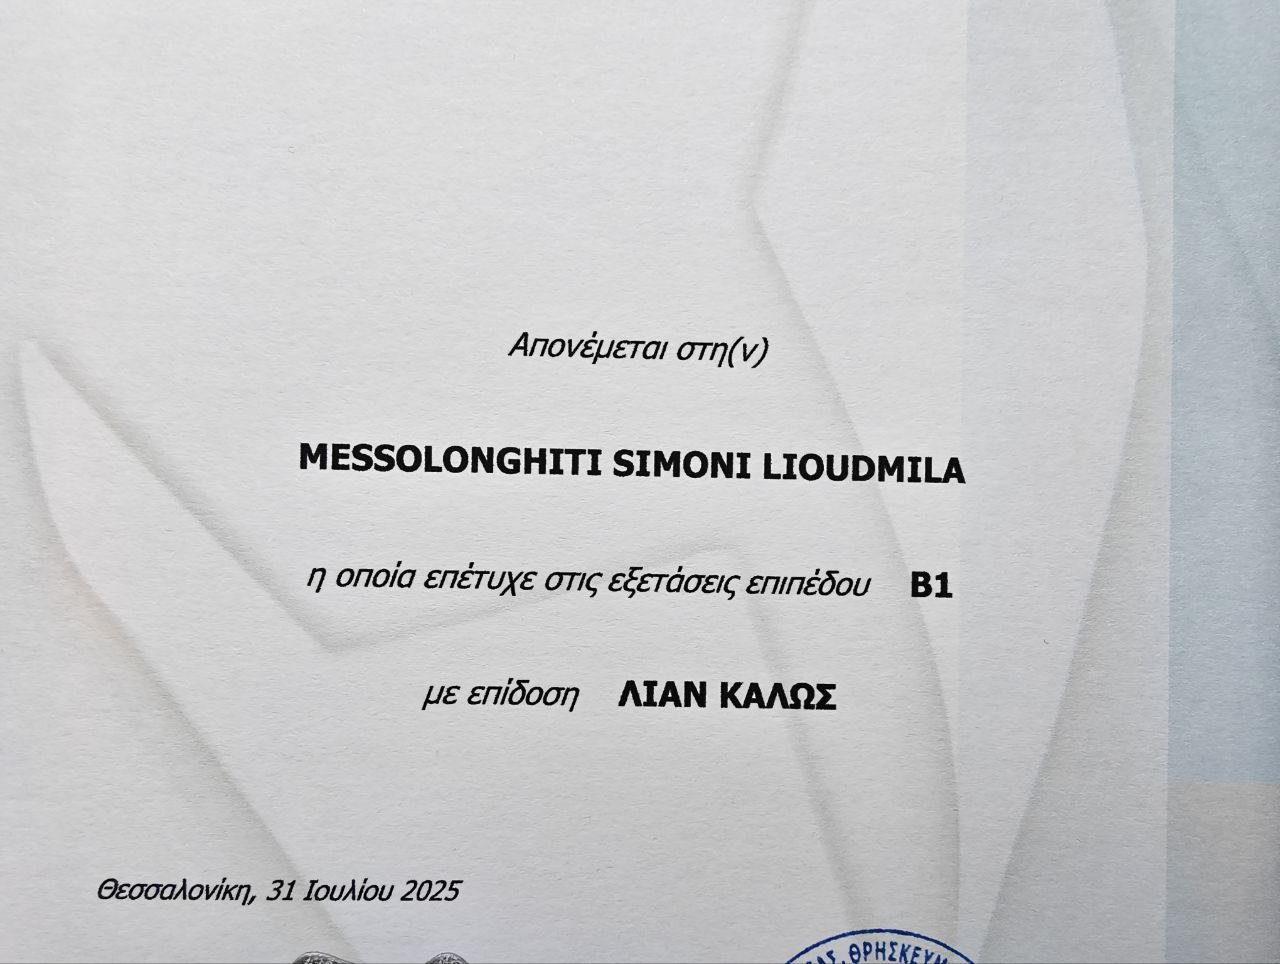 Απονέμεται στη(ν)
MESSOLONGHITI SIMONI LIOUDMILA
η οποία επέτυχε στις εξετάσεις επιπέδου B1
με επίδοση ΛΙΑΝ ΚΑΛΩΣ
Θεσσαλονίκη, 31 Ιουλίου 2025